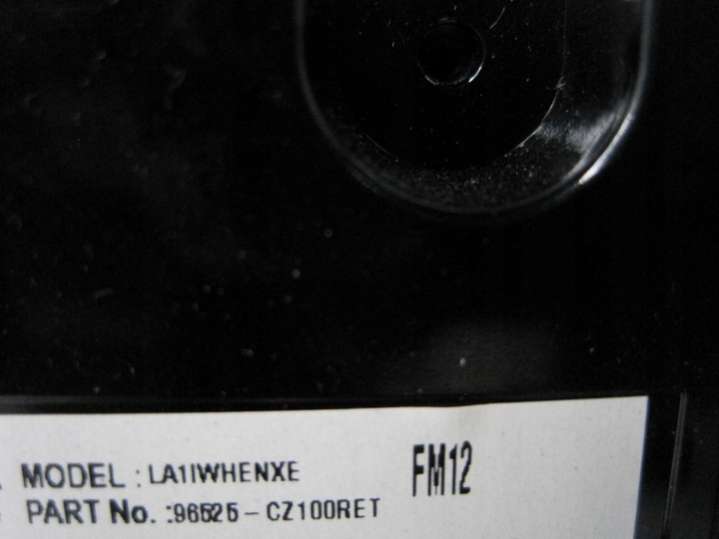 MODEL : LA1IWHENXE FM12
PART No. :96525-CZ100RET